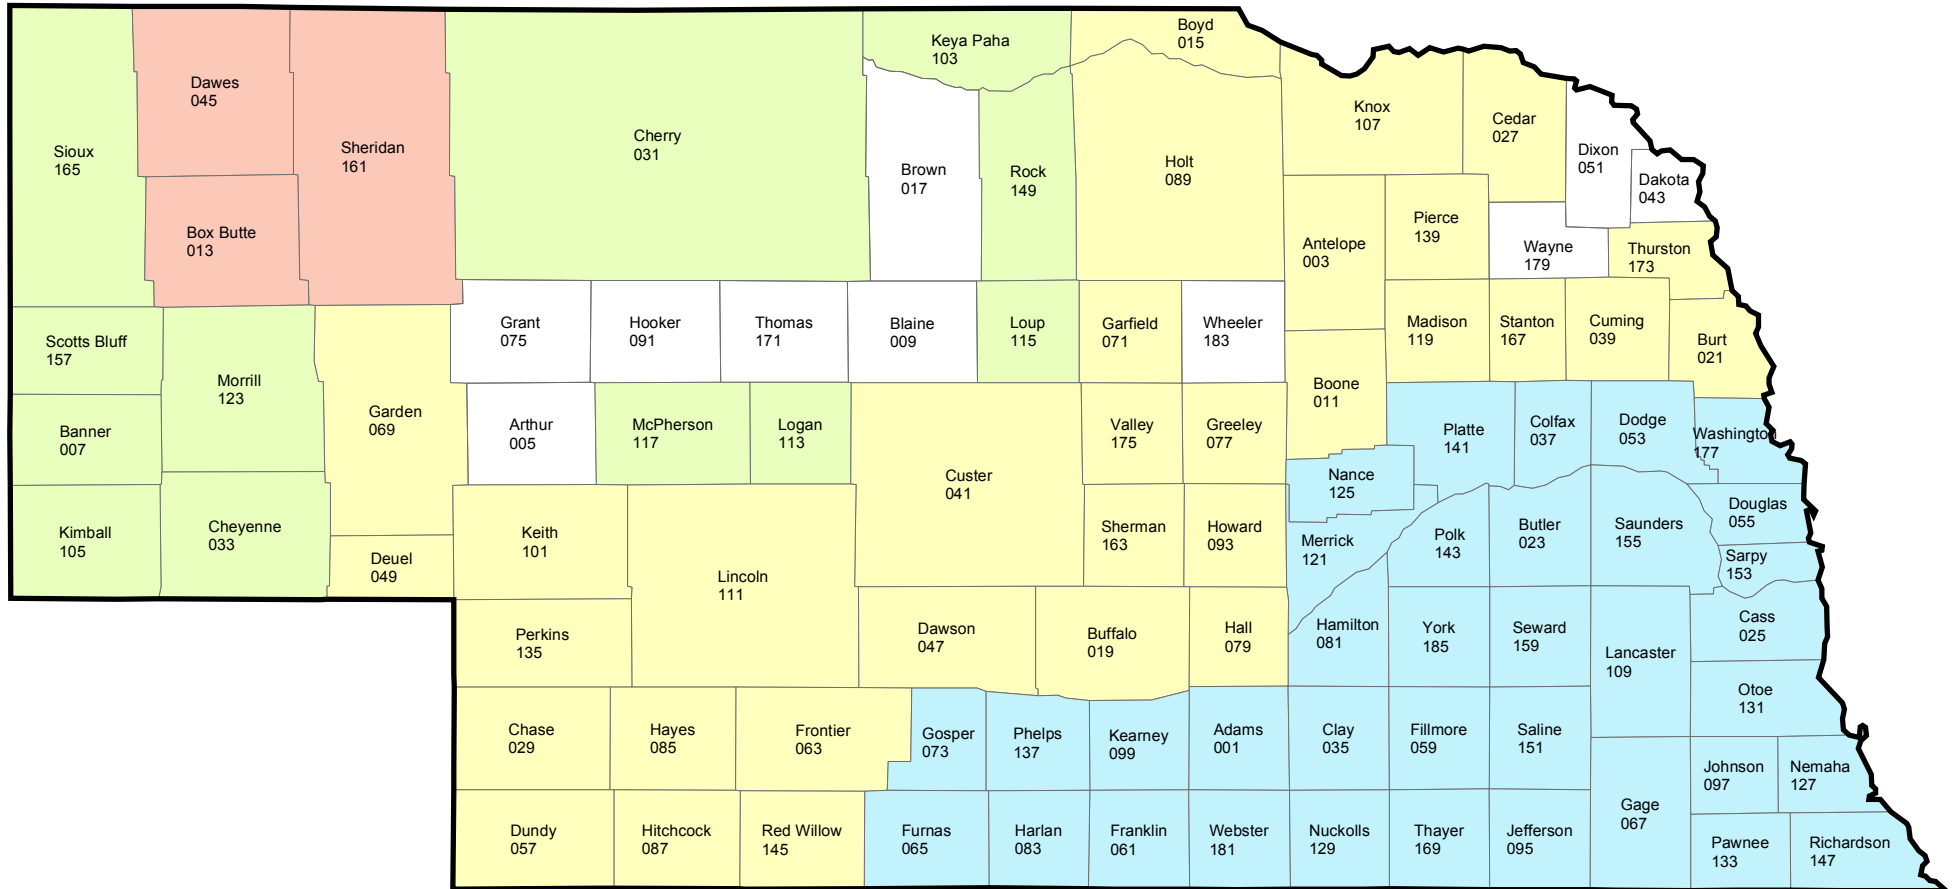 Boyd
015
Keya Paha
103
Dawes
045
Knox
107
Cedar
027
Cherry
031
Sheridan
161
Sioux
165
Dixon
051
Holt
089
Brown
017
Rock
149
Dakota
043
Pierce
139
Box Butte
013
Antelope
003
Wayne
179
Thurston
173
Grant
075
Hooker
091
Thomas
171
Blaine
009
Loup
115
Garfield
071
Wheeler
183
Madison
119
Stanton
167
Cuming
039
Scotts Bluff
157
Burt
021
Morrill
123
Boone
011
Garden
069
Banner
007
Arthur
005
McPherson
117
Logan
113
Valley
175
Greeley
077
Platte
141
Colfax
037
Dodge
053
Washington
177
Custer
041
Nance
125
Douglas
055
Kimball
105
Cheyenne
033
Keith
101
Sherman
163
Howard
093
Merrick
121
Polk
143
Butler
023
Saunders
155
Sarpy
153
Deuel
049
Lincoln
111
Perkins
135
Dawson
047
Buffalo
019
Hall
079
Hamilton
081
York
185
Seward
159
Cass
025
Lancaster
109
Otoe
131
Chase
029
Hayes
085
Frontier
063
Gosper
073
Phelps
137
Kearney
099
Adams
001
Clay
035
Fillmore
059
Saline
151
Johnson
097
Nemaha
127
Gage
067
Dundy
057
Hitchcock
087
Red Willow
145
Furnas
065
Harlan
083
Franklin
061
Webster
181
Nuckolls
129
Thayer
169
Jefferson
095
Pawnee
133
Richardson
147